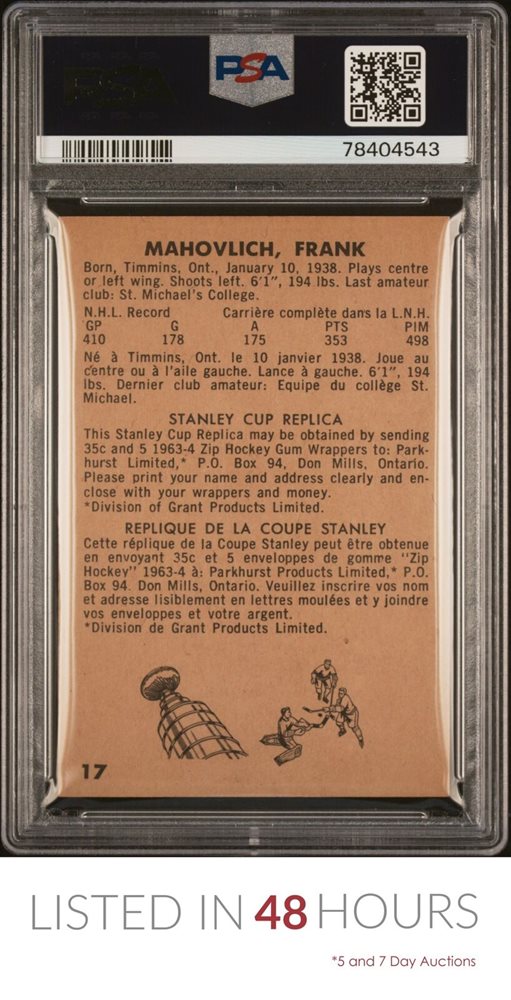 PSA
PSA
78404543
MAHOVLICH, FRANK
Born, Timmins, Ont., January 10, 1938. Plays centre
or left wing. Shoots left. 6'1", 194 lbs. Last amateur
club: St. Michael's College.
N.H.L. Record Carrière complète dans la L.N.H.
GP G A PTS PIM
410 178 175 353 498
Né à Timmins, Ont. le 10 janvier 1938. Joue au
centre ou à l'aile gauche. Lance à gauche. 6'1", 194
lbs. Dernier club amateur: Equipe du collège St.
Michael.
STANLEY CUP REPLICA
This Stanley Cup Replica may be obtained by sending
35c and 5 1963-4 Zip Hockey Gum Wrappers to: Park-
hurst Limited,* P.O. Box 94, Don Mills, Ontario.
Please print your name and address clearly and en-
close with your wrappers and money.
*Division of Grant Products Limited.
REPLIQUE DE LA COUPE STANLEY
Cette réplique de la Coupe Stanley peut être obtenue
en envoyant 35c et 5 enveloppes de gomme "Zip
Hockey" 1963-4 à: Parkhurst Products Limited,* P.O.
Box 94. Don Mills, Ontario. Veuillez inscrire vos nom
et adresse lisiblement en lettres moulées et y joindre
vos enveloppes et votre argent.
*Division de Grant Products Limited.
17
LISTED IN 48 HOURS
*5 and 7 Day Auctions